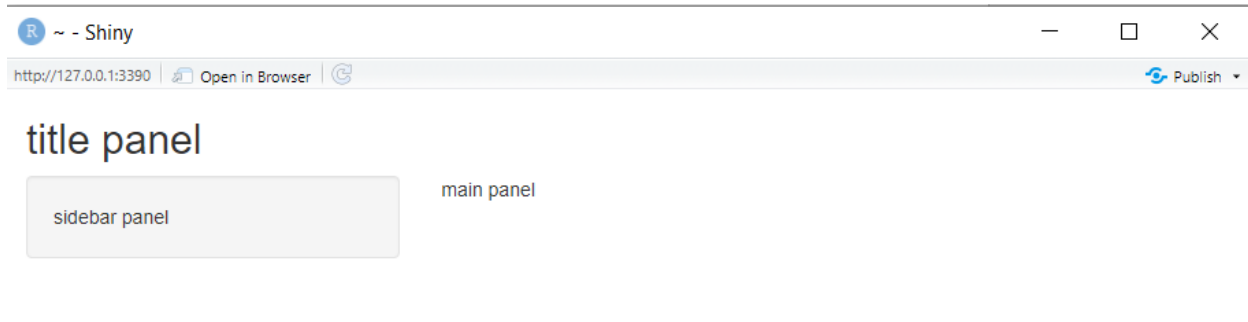 R ~ - Shiny
http://127.0.0.1:3390 Open in Browser Publish
title panel
sidebar panel
main panel